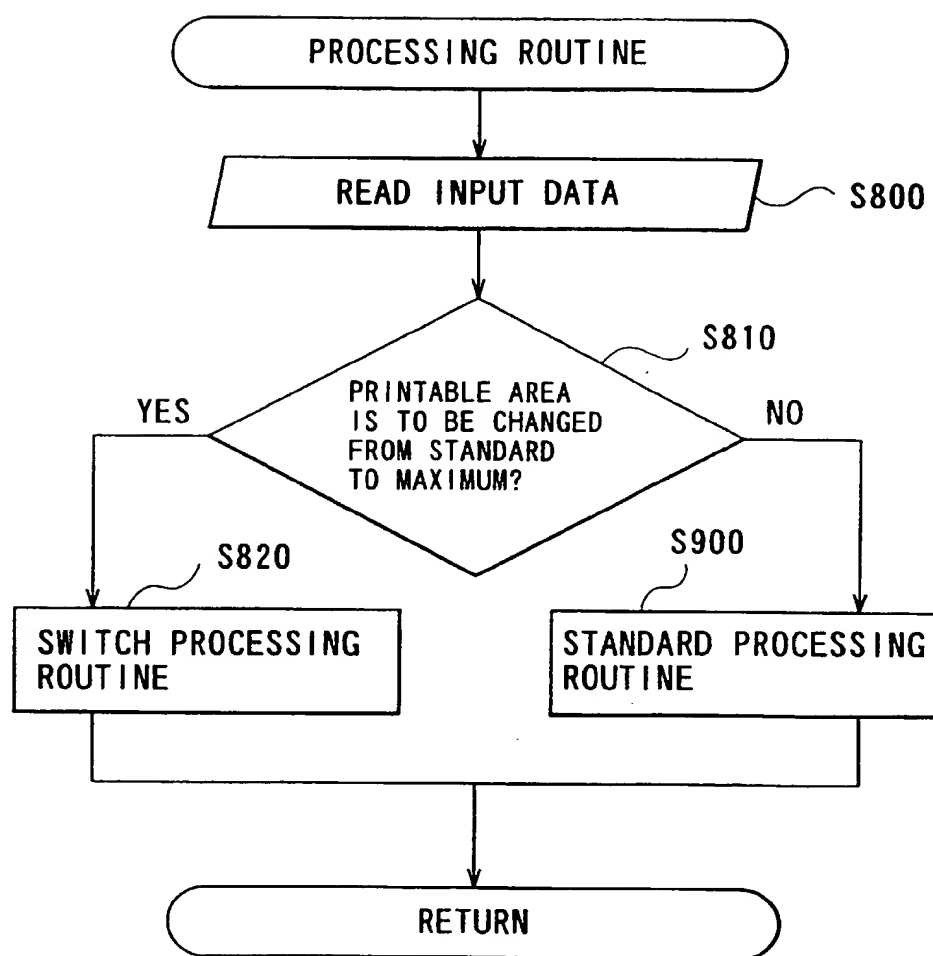 PROCESSING ROUTINE
READ INPUT DATA
S800
S810
PRINTABLE AREA
IS TO BE CHANGED
FROM STANDARD
TO MAXIMUM?
YES
NO
S820
S900
SWITCH PROCESSING
ROUTINE
STANDARD PROCESSING
ROUTINE
RETURN